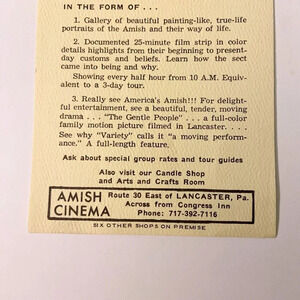 IN THE FORM OF . . .
1. Gallery of beautiful painting-like, true-life
portraits of the Amish and their way of life.
2. Documented 25-minute film strip in color
details highlights from their beginning to present-
day customs and beliefs. Learn how the sect
came into being and why.
Showing every half hour from 10 A.M. Equiv-
alent to a 3-day tour.
3. Really see America's Amish!!! For delight-
ful entertainment, see a beautiful, tender, moving
drama . . . "The Gentle People" . . . a full-color
family motion picture filmed in Lancaster. . . .
See why "Variety" calls it "a moving perform-
ance." A full-length feature.
Ask about special group rates and tour guides
Also visit our Candle Shop
and Arts and Crafts Room
AMISH
CINEMA
Route 30 East of LANCASTER, Pa.
Across from Congress Inn
Phone: 717-392-7116
SIX OTHER SHOPS ON PREMISE